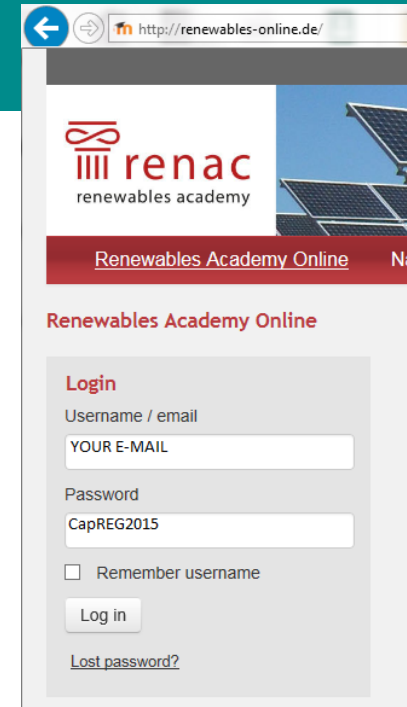 http://renewables-online.de/
renac
renewables academy
Renewables Academy Online Na
Renewables Academy Online
Login
Username / email
YOUR E-MAIL
Password
CapREG2015
Remember username
Log in
Lost password?